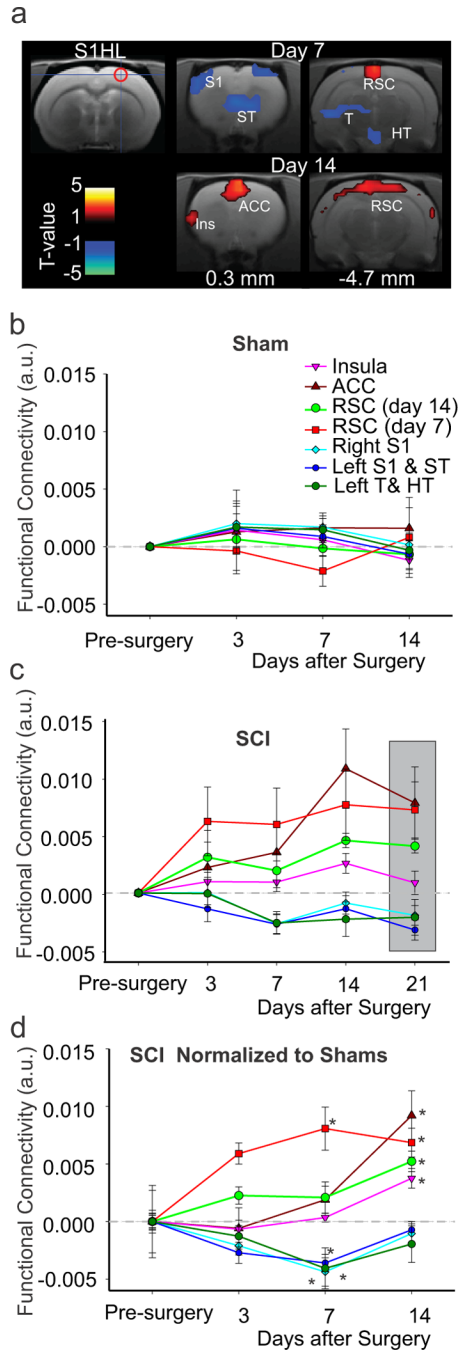 a
S1HL
Day 7
S1
ST
RSC
T
HT
Day 14
T-value
5
1
-1
-5
Ins
ACC
RSC
0.3 mm
-4.7 mm
b
Sham
Functional Connectivity (a.u.)
0.015
0.010
0.005
0.000
-0.005
Insula
ACC
RSC (day 14)
RSC (day 7)
Right S1
Left S1 & ST
Left T& HT
Pre-surgery
3
7
14
Days after Surgery
c
SCI
Functional Connectivity (a.u.)
0.015
0.010
0.005
0.000
-0.005
Pre-surgery
3
7
14
21
Days after Surgery
d
SCI Normalized to Shams
Functional Connectivity (a.u.)
0.015
0.010
0.005
0.000
-0.005
*
*
*
*
*
*
*
*
Pre-surgery
3
7
14
Days after Surgery